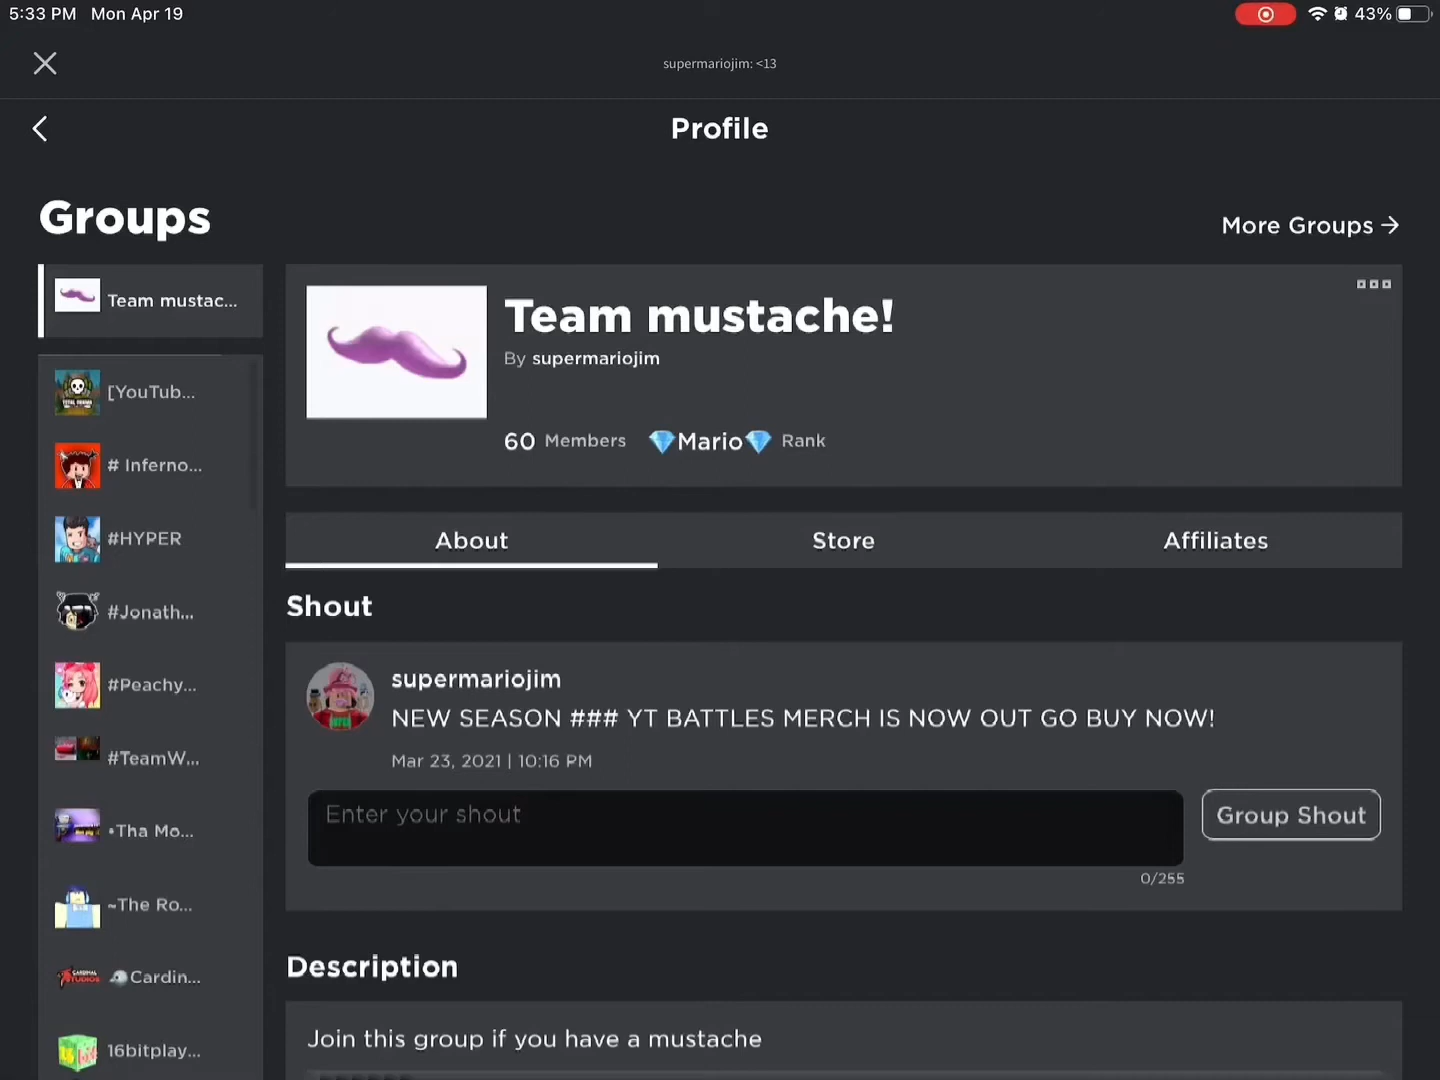 5:33 PM Mon Apr 19
43%
supermariojim: <13
Profile
Groups
More Groups →
Team mustac...
Team mustache!
By supermariojim
60 Members 💎Mario💎 Rank
[YouTub...
# Inferno...
#HYPER
#Jonath...
#Peachy...
#TeamW...
•Tha Mo...
~The Ro...
Cardin...
16bitplay...
About
Store
Affiliates
Shout
supermariojim
NEW SEASON ### YT BATTLES MERCH IS NOW OUT GO BUY NOW!
Mar 23, 2021 | 10:16 PM
Enter your shout
Group Shout
0/255
Description
Join this group if you have a mustache